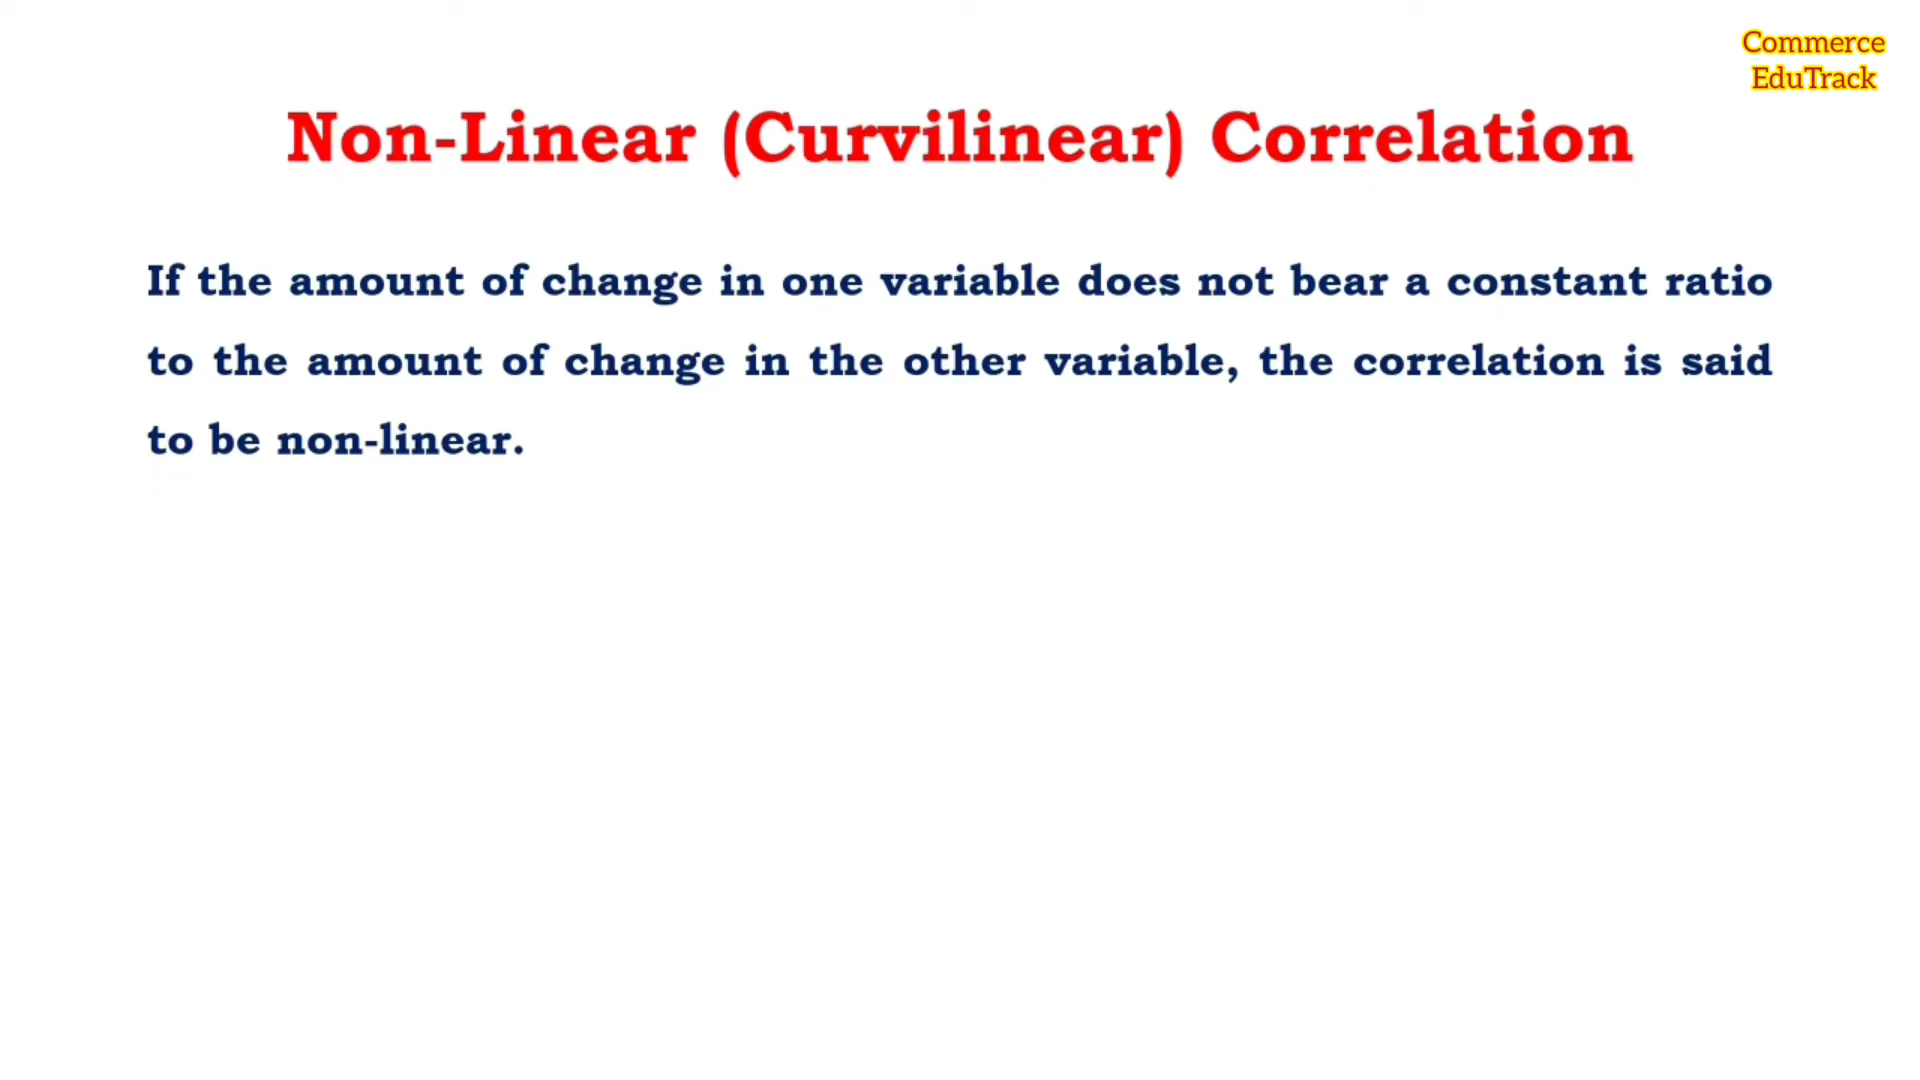 Commerce
EduTrack
Non-Linear (Curvilinear) Correlation
If the amount of change in one variable does not bear a constant ratio
to the amount of change in the other variable, the correlation is said
to be non-linear.